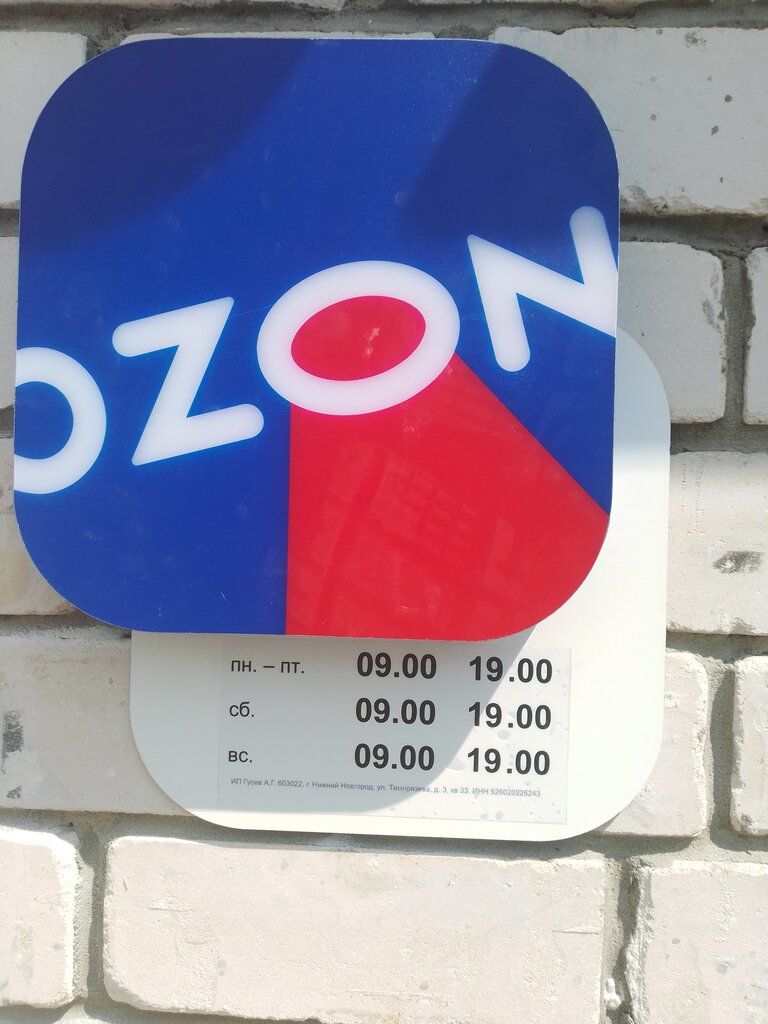 OZON
пн. – пт. 09.00 19.00
сб. 09.00 19.00
вс. 09.00 19.00
ИП Гусев А.Г. 603022, г. Нижний Новгород, ул. Тимирязева, д. 3, кв 33. ИНН 526020226243